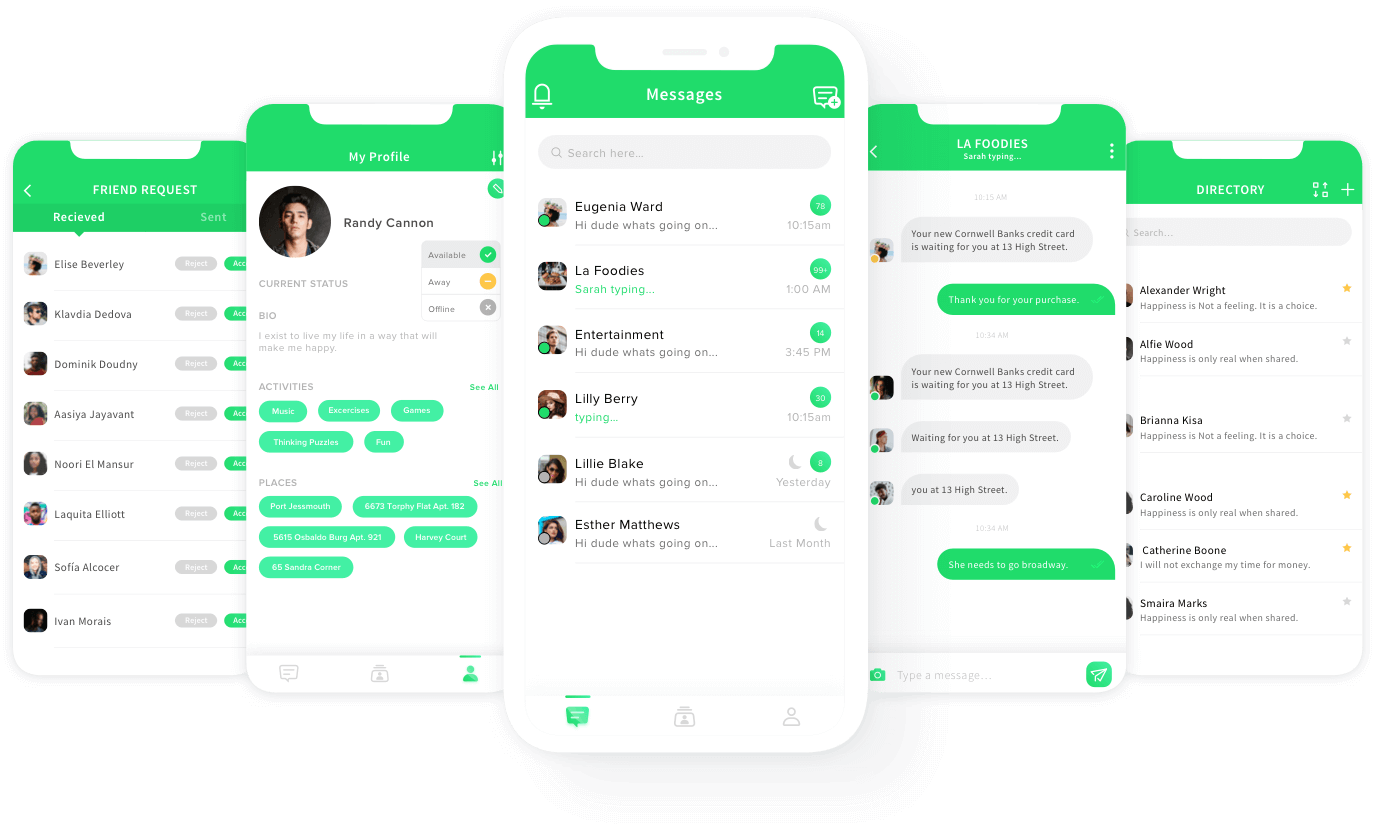 FRIEND REQUEST
Recieved
Sent
Elise Beverley
Reject
Acc
Klavdia Dedova
Reject
Acc
Dominik Doudny
Reject
Acc
Aasiya Jayavant
Reject
Acc
Noori El Mansur
Reject
Acc
Laquita Elliott
Reject
Acc
Sofía Alcocer
Reject
Acc
Ivan Morais
Reject
Acc
My Profile
Randy Cannon
Available
Away
Offline
CURRENT STATUS
BIO
I exist to live my life in a way that will
make me happy.
ACTIVITIES
See All
Music
Excercises
Games
Thinking Puzzles
Fun
PLACES
See All
Port Jessmouth
6673 Torphy Flat Apt. 182
5615 Osbaldo Burg Apt. 921
Harvey Court
65 Sandra Corner
Messages
Search here...
Eugenia Ward
78
Hi dude whats going on...
10:15am
La Foodies
99+
Sarah typing...
1:00 AM
Entertainment
14
Hi dude whats going on...
3:45 PM
Lilly Berry
30
typing...
10:15am
Lillie Blake
8
Hi dude whats going on...
Yesterday
Esther Matthews
Hi dude whats going on...
Last Month
LA FOODIES
Sarah typing...
10:15 AM
Your new Cornwell Banks credit card
is waiting for you at 13 High Street.
Thank you for your purchase.
10:34 AM
Your new Cornwell Banks credit card
is waiting for you at 13 High Street.
Waiting for you at 13 High Street.
you at 13 High Street.
10:34 AM
She needs to go broadway.
Type a message...
DIRECTORY
Search...
Alexander Wright
Happiness is Not a feeling. It is a choice.
Alfie Wood
Happiness is only real when shared.
Brianna Kisa
Happiness is Not a feeling. It is a choice.
Caroline Wood
Happiness is only real when shared.
Catherine Boone
I will not exchange my time for money.
Smaira Marks
Happiness is only real when shared.